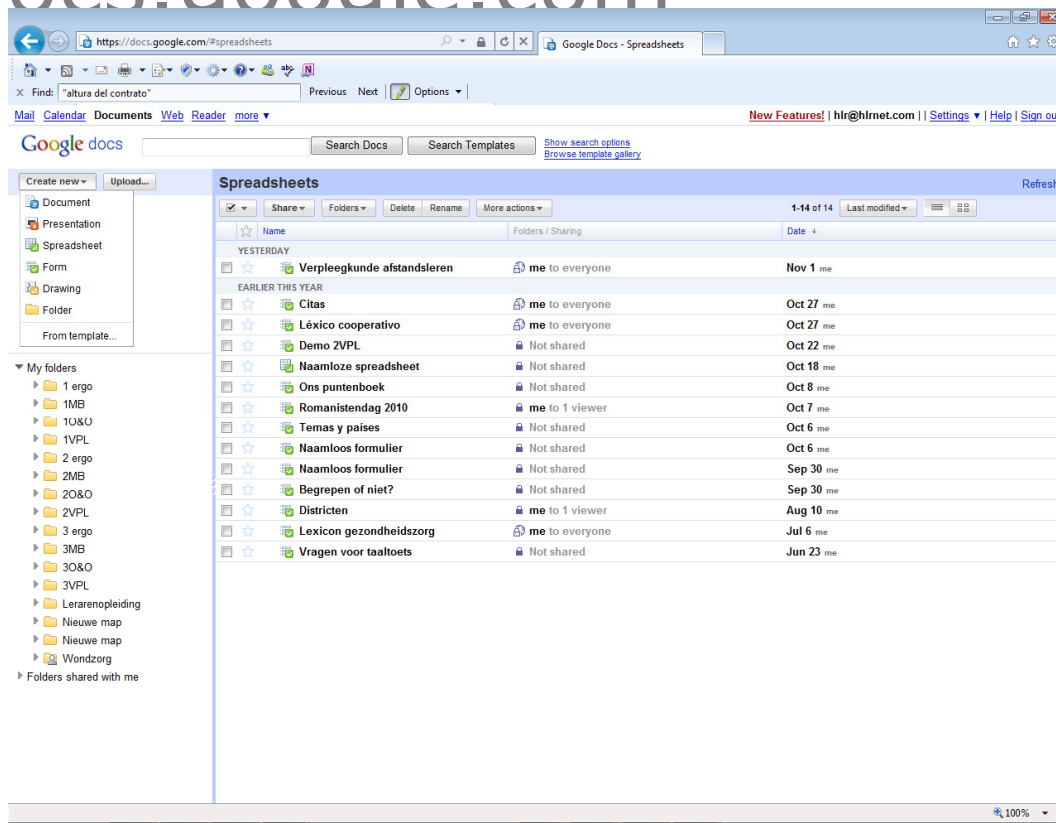 ocs.google.com
https://docs.google.com/#spreadsheets
Google Docs - Spreadsheets
× Find: "altura del contrato" Previous Next Options ▼
Mail Calendar Documents Web Reader more ▼ New Features! | hlr@hlrnet.com | | Settings ▼ | Help | Sign ou
Google docs Search Docs Search Templates Show search options
Browse template gallery
Create new Upload... Spreadsheets Refresh
Share Folders Delete Rename More actions 1-14 of 14 Last modified
Name Folders / Sharing Date ↓
Document
Presentation
Spreadsheet
Form
Drawing
Folder
From template...
YESTERDAY
Verpleegkunde afstandsleren me to everyone Nov 1 me
EARLIER THIS YEAR
Citas me to everyone Oct 27 me
Léxico cooperativo me to everyone Oct 27 me
Demo 2VPL Not shared Oct 22 me
Naamloze spreadsheet Not shared Oct 18 me
Ons puntenboek Not shared Oct 8 me
Romanistendag 2010 me to 1 viewer Oct 7 me
Temas y países Not shared Oct 6 me
Naamloos formulier Not shared Oct 6 me
Naamloos formulier Not shared Sep 30 me
Begrepen of niet? Not shared Sep 30 me
Districten me to 1 viewer Aug 10 me
Lexicon gezondheidszorg me to everyone Jul 6 me
Vragen voor taaltoets Not shared Jun 23 me
My folders
1 ergo
1MB
1O&O
1VPL
2 ergo
2MB
2O&O
2VPL
3 ergo
3MB
3O&O
3VPL
Lerarenopleiding
Nieuwe map
Nieuwe map
Wondzorg
Folders shared with me
100%